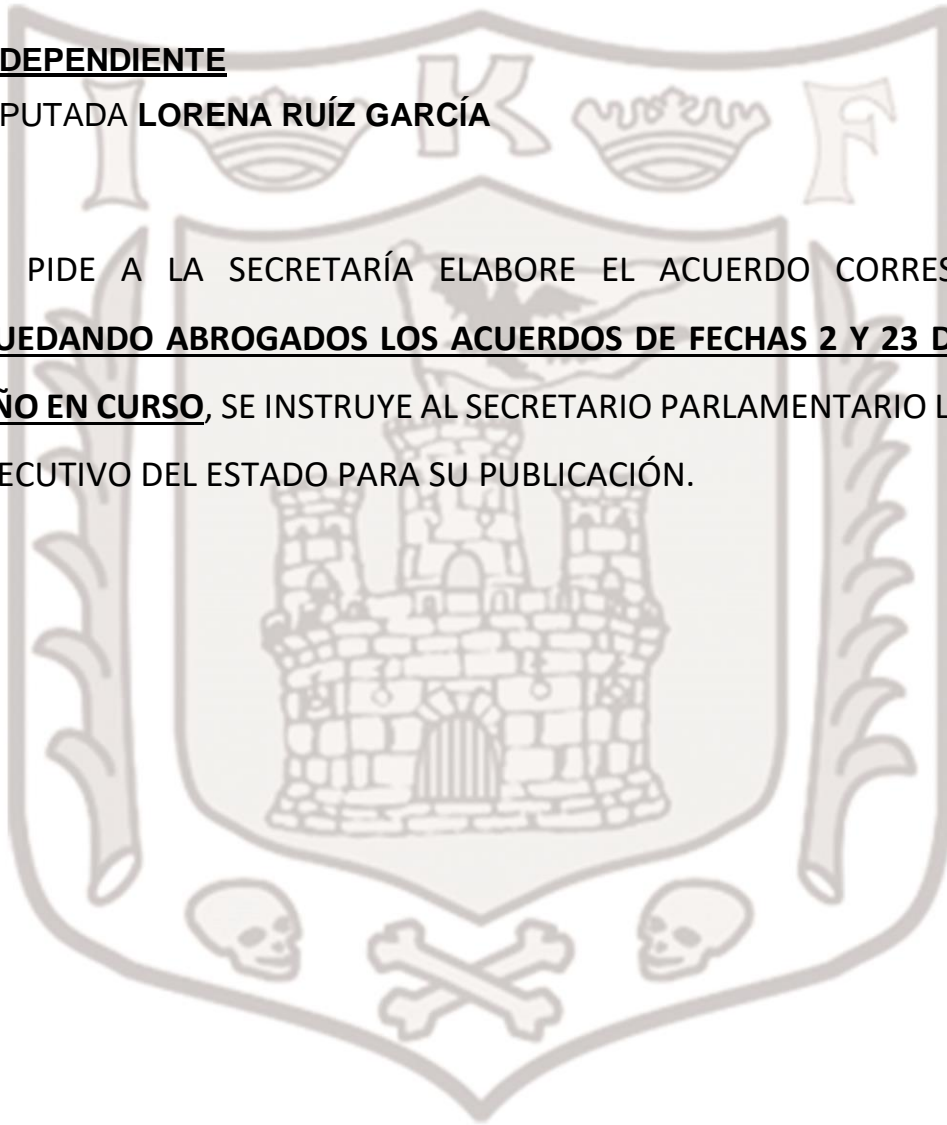 I K F
DEPENDIENTE
PUTADA LORENA RUÍZ GARCÍA
PIDE A LA SECRETARÍA ELABORE EL ACUERDO CORRES
UEDANDO ABROGADOS LOS ACUERDOS DE FECHAS 2 Y 23 D
ÑO EN CURSO, SE INSTRUYE AL SECRETARIO PARLAMENTARIO L
ECUTIVO DEL ESTADO PARA SU PUBLICACIÓN.